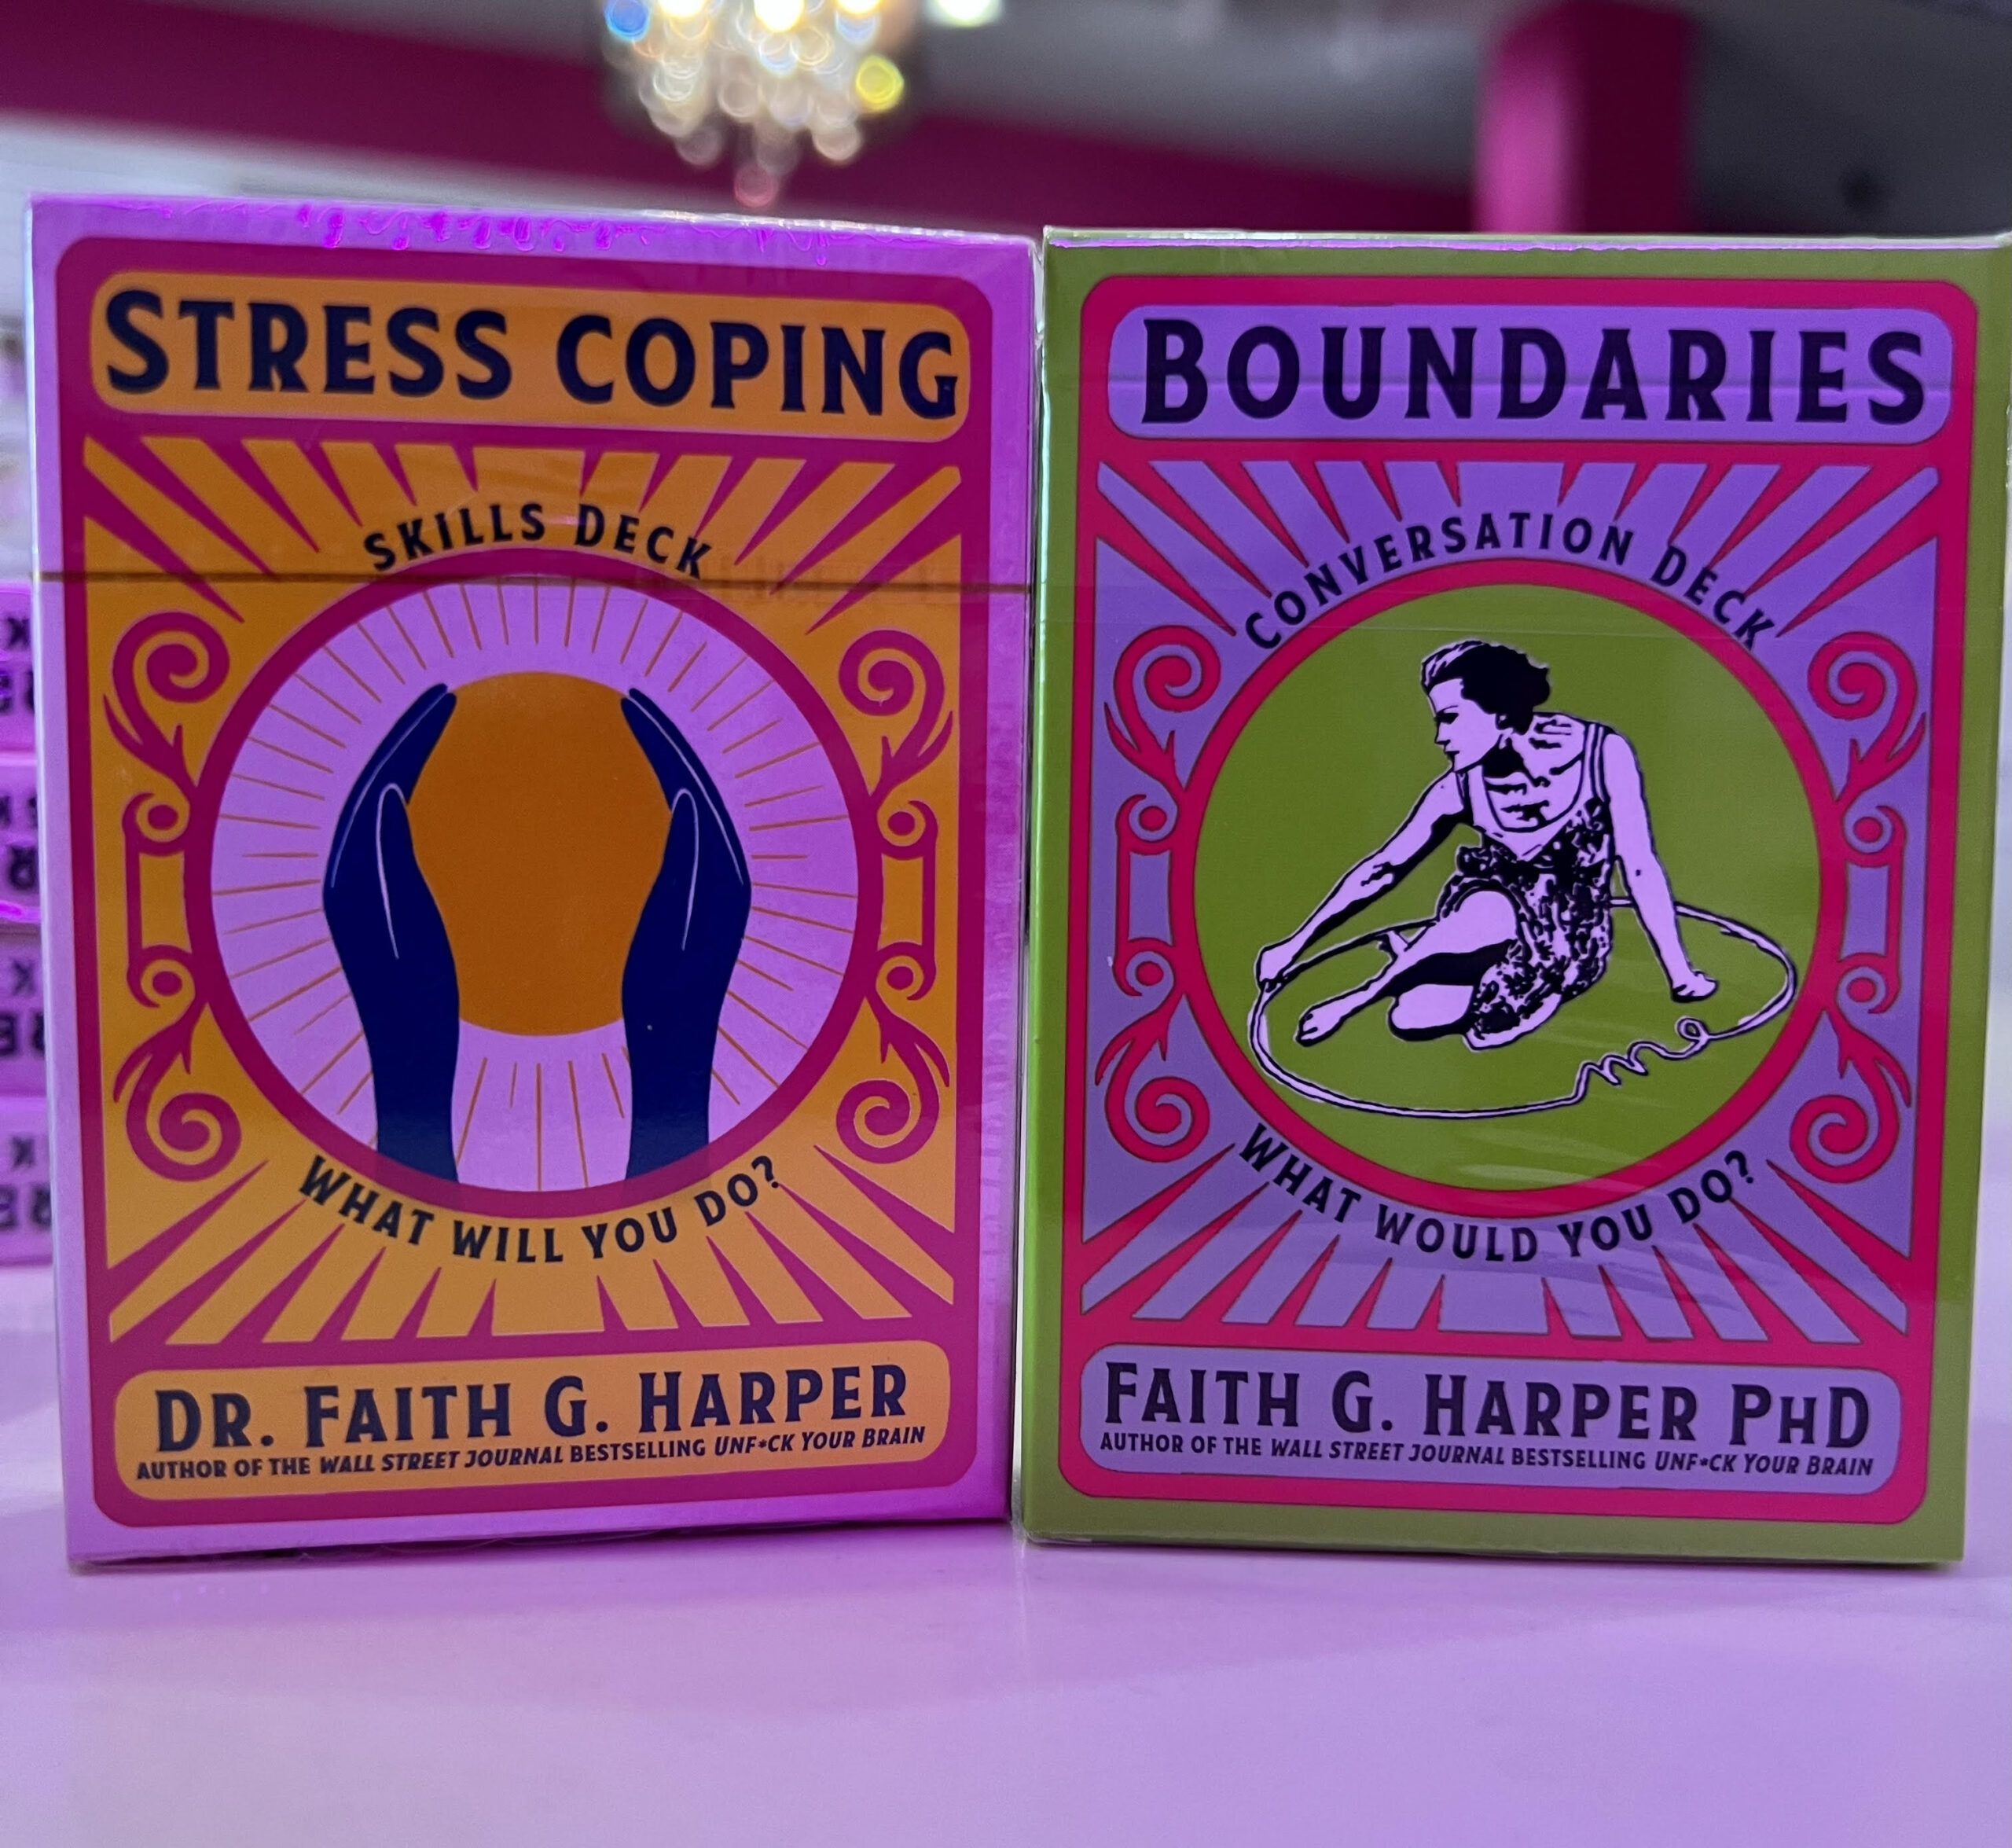 STRESS COPING
SKILLS DECK
WHAT WILL YOU DO?
DR. FAITH G. HARPER
AUTHOR OF THE WALL STREET JOURNAL BESTSELLING UNF*CK YOUR BRAIN
BOUNDARIES
CONVERSATION DECK
me
WHAT WOULD YOU DO?
FAITH G. HARPER PHD
AUTHOR OF THE WALL STREET JOURNAL BESTSELLING UNF*CK YOUR BRAIN